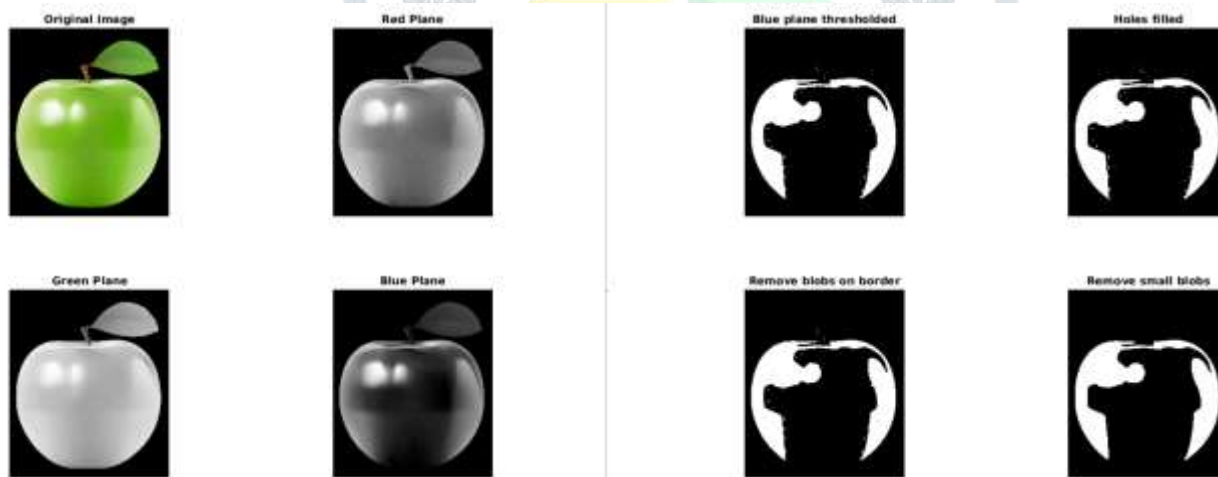 Original Image
Red Plane
Blue plane thresholded
Holes filled
Green Plane
Blue Plane
Remove blobs on border
Remove small blobs